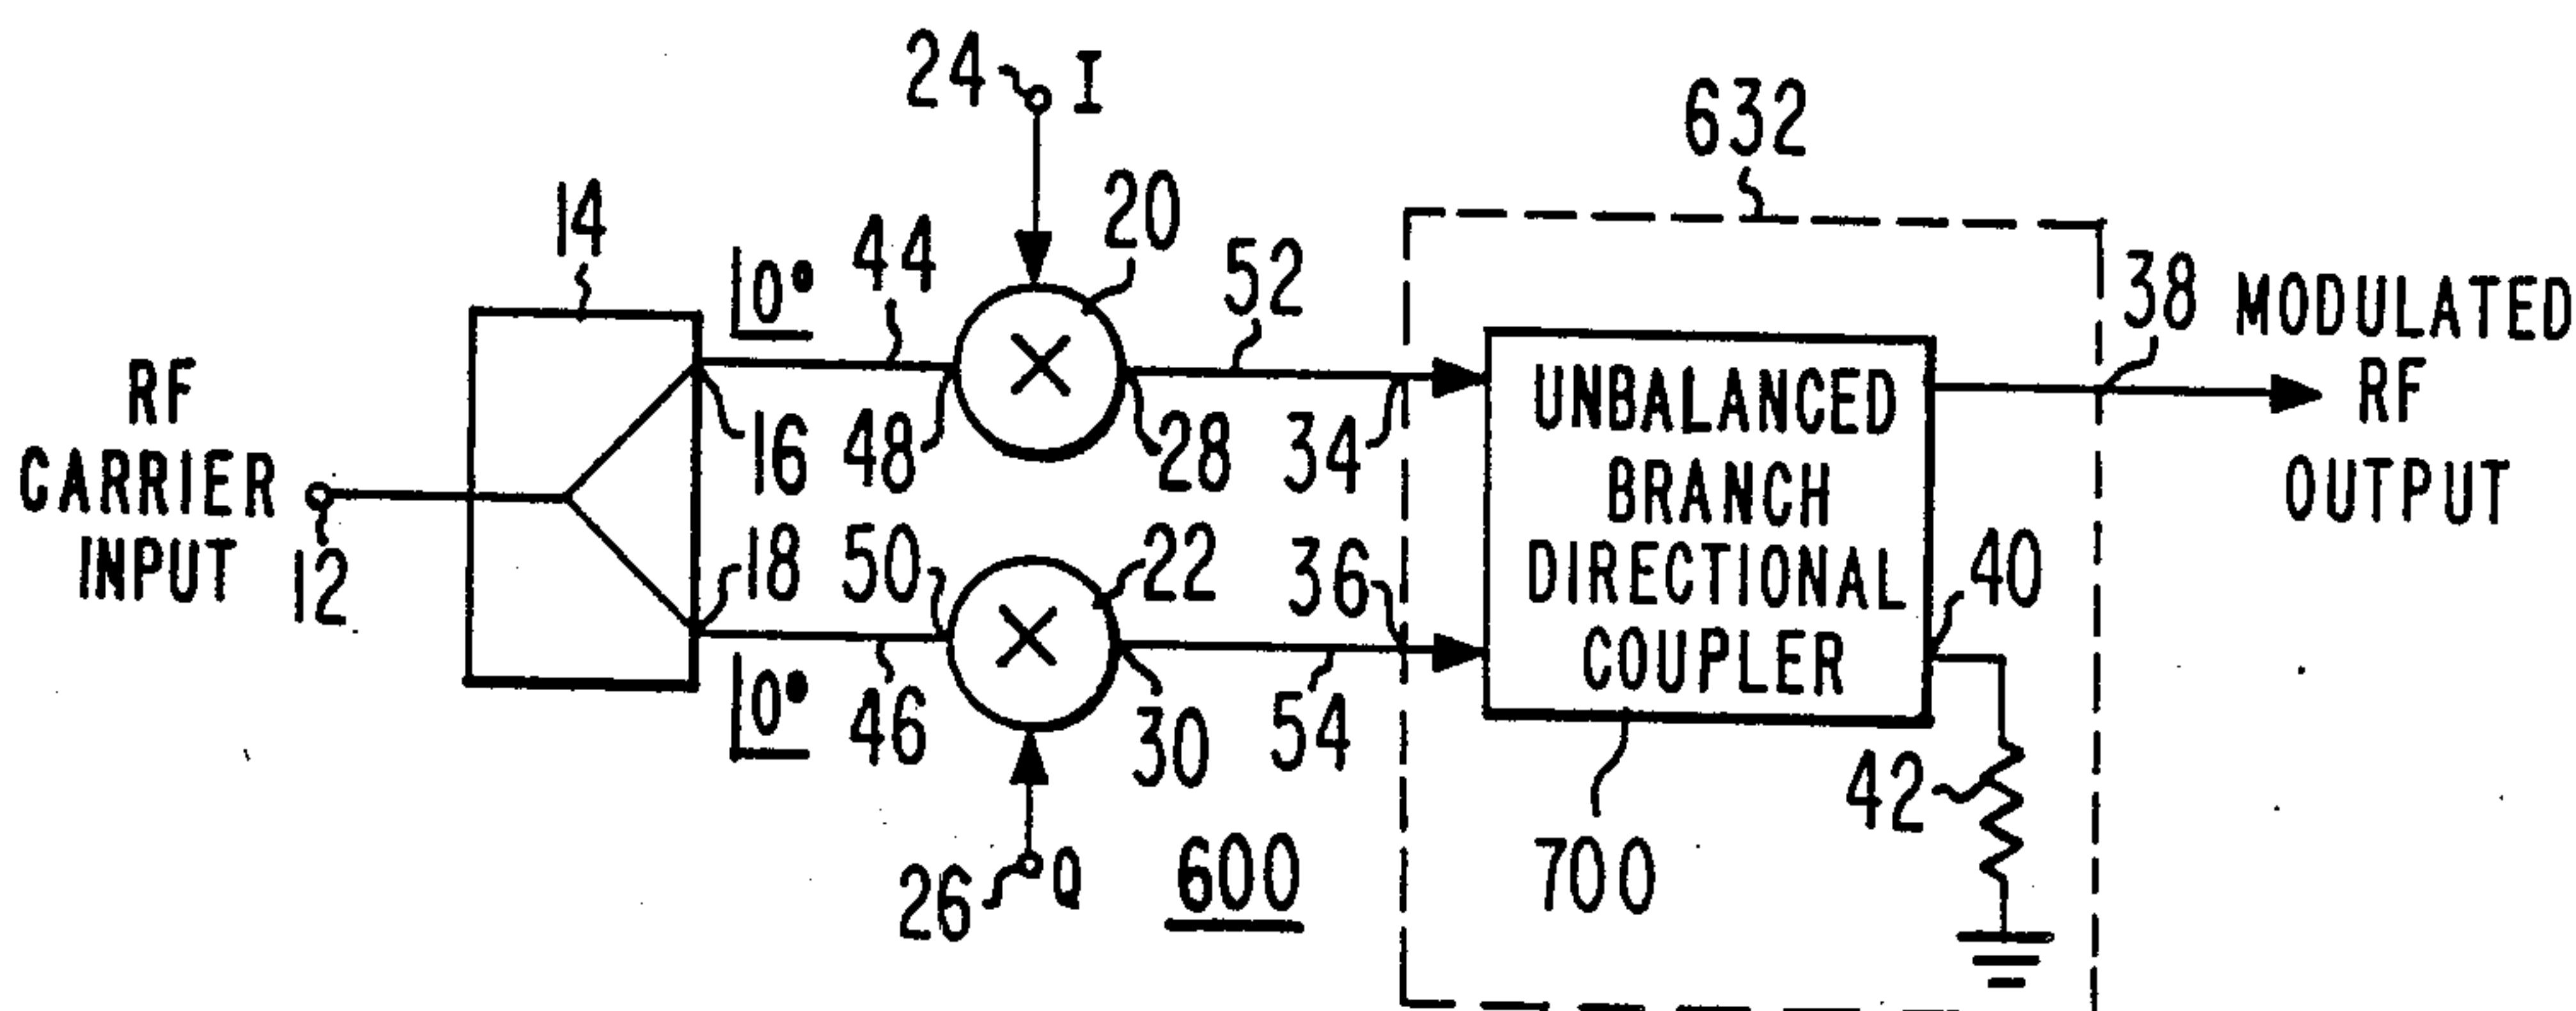 24 I
632
20
14
44
0°
52
38
MODULATED
RF
OUTPUT
RF
CARRIER
INPUT
12
16
48
28
34
UNBALANCED
BRANCH
DIRECTIONAL
COUPLER
18
50
22
36
40
0°
46
30
54
42
26 Q
600
700